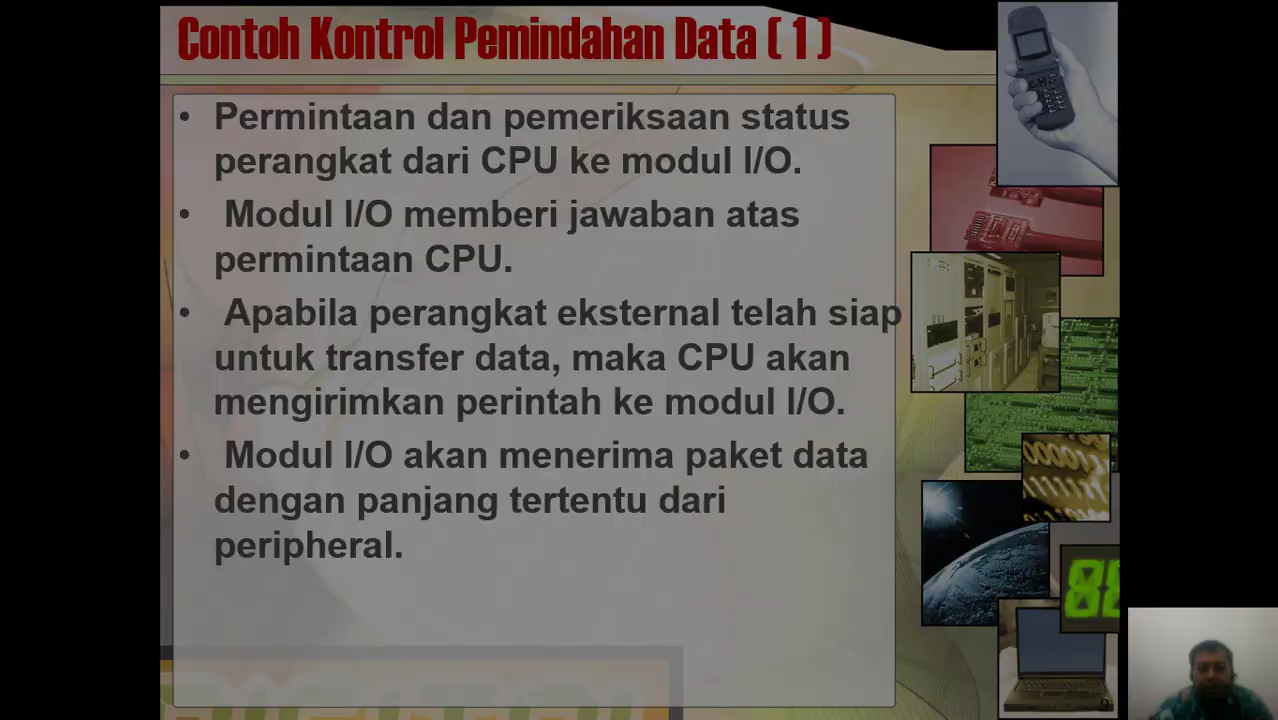 Contoh Kontrol Pemindahan Data ( 1 )
• Permintaan dan pemeriksaan status
perangkat dari CPU ke modul I/O.
• Modul I/O memberi jawaban atas
permintaan CPU.
• Apabila perangkat eksternal telah siap
untuk transfer data, maka CPU akan
mengirimkan perintah ke modul I/O.
• Modul I/O akan menerima paket data
dengan panjang tertentu dari
peripheral.